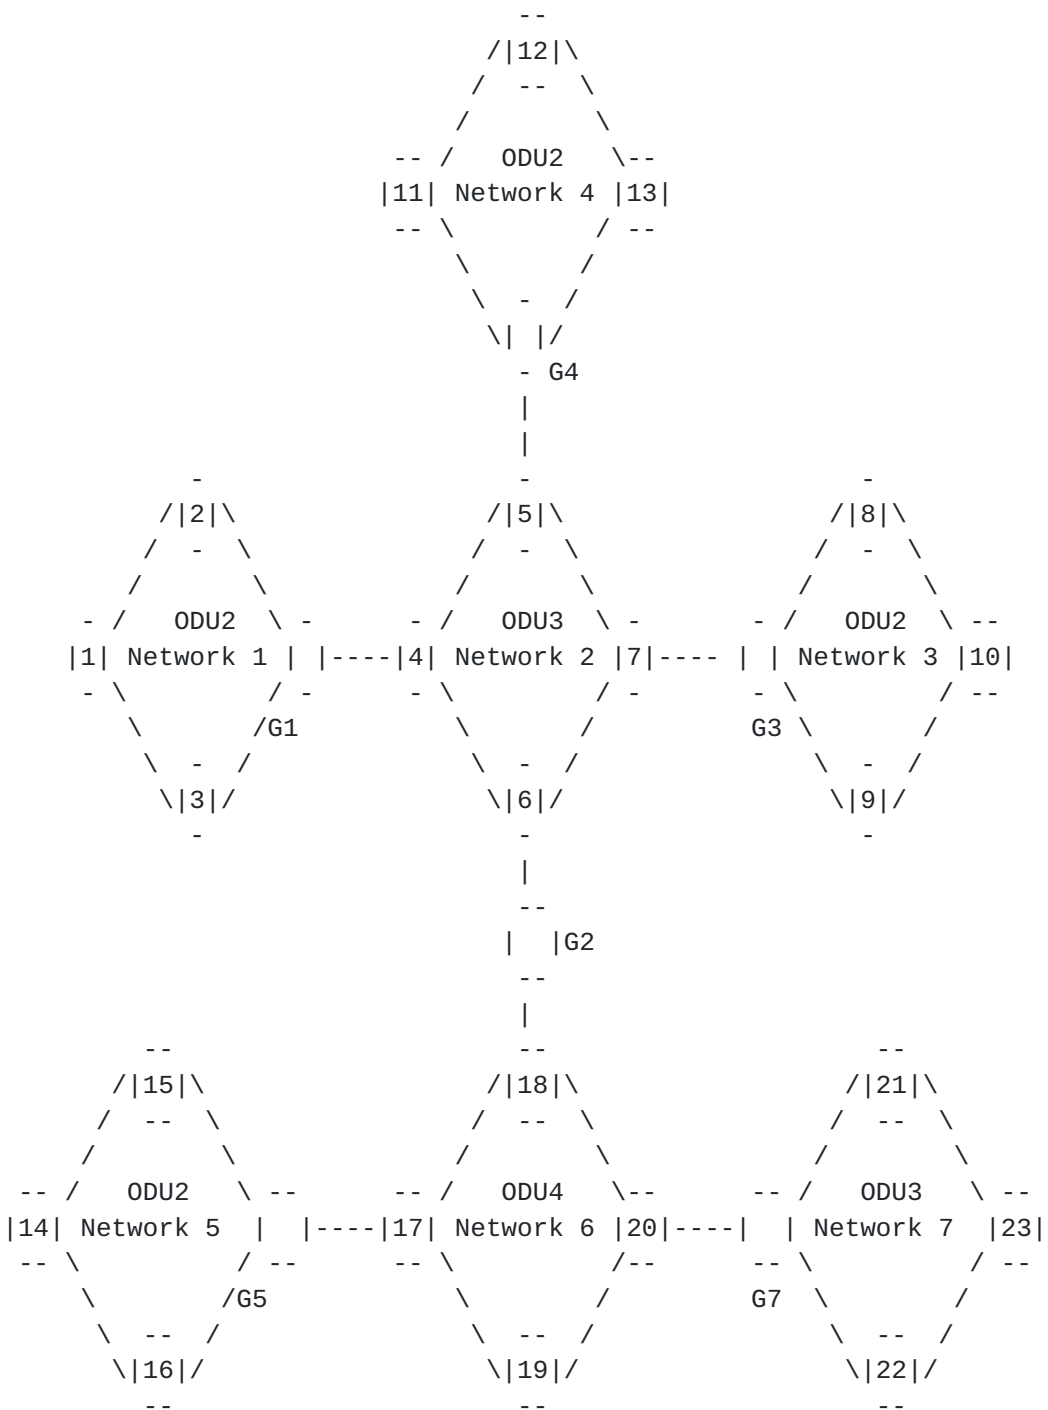 --
                               /|12|\
                              /  --  \
                             /        \
                         -- /   ODU2   \--
                        |11| Network 4 |13|
                         -- \         / --
                             \       /
                              \  -  /
                               \| |/
                                 - G4
                                 |
                                 |
            -                    -                     -
          /|2|\                /|5|\                 /|8|\
         /  -  \              /  -  \               /  -  \
        /       \            /       \             /       \
     - /   ODU2  \ -      - /   ODU3  \ -       - /   ODU2  \ --
    |1| Network 1 | |----|4| Network 2 |7|---- | | Network 3 |10|
     - \         / -      - \         / -       - \         / --
        \       /G1          \       /         G3 \       /
         \  -  /              \  -  /               \  -  /
          \|3|/                \|6|/                 \|9|/
            -                    -                     -
                                 |
                                 --
                                |  |G2
                                 --
                                 |
         --                      --                     --
       /|15|\                  /|18|\                 /|21|\
      /  --  \                /  --  \               /  --  \
     /        \              /        \             /        \
 -- /   ODU2   \ --      -- /   ODU4   \--      -- /   ODU3   \ --
|14| Network 5  |  |----|17| Network 6 |20|----|  | Network 7  |23|
 -- \          / --      -- \          /--      -- \          / --
     \        /G5            \        /         G7  \        /
      \  --  /                \  --  /               \  --  /
       \|16|/                  \|19|/                 \|22|/
         --                      --                     --